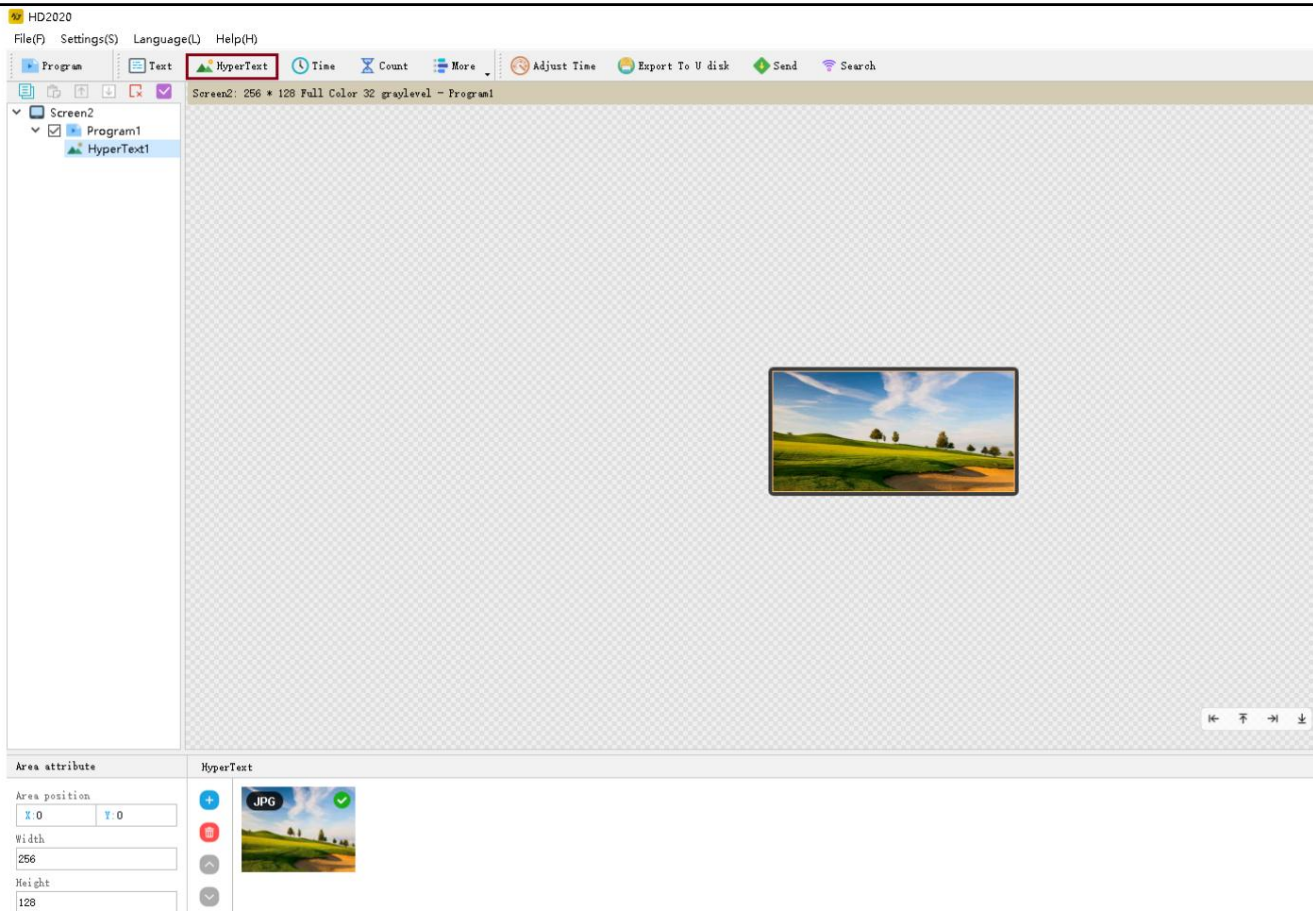 HD2020
File(F) Settings(S) Language(L) Help(H)
Program Text HyperText Time Count More Adjust Time Export To U disk Send Search
Screen2: 256 * 128 Full Color 32 graylevel - Program1
Screen2
Program1
HyperText1
Area attribute
HyperText
Area position
X:0 Y:0
JPG
Width
256
Height
128